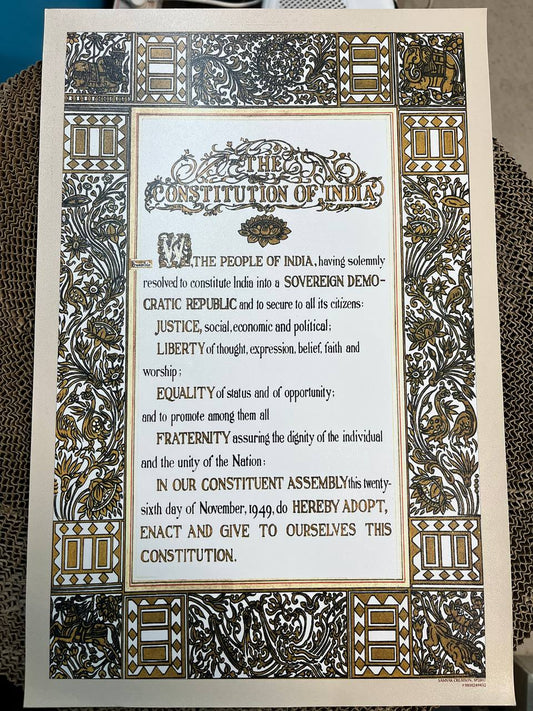 THE
CONSTITUTION OF INDIA
WE, THE PEOPLE OF INDIA, having solemnly
resolved to constitute India into a SOVEREIGN DEMO-
CRATIC REPUBLIC and to secure to all its citizens:
JUSTICE, social, economic and political;
LIBERTY of thought, expression, belief, faith and
worship;
EQUALITY of status and of opportunity;
and to promote among them all
FRATERNITY assuring the dignity of the individual
and the unity of the Nation:
IN OUR CONSTITUENT ASSEMBLY this twenty-
sixth day of November, 1949, do HEREBY ADOPT,
ENACT AND GIVE TO OURSELVES THIS
CONSTITUTION.